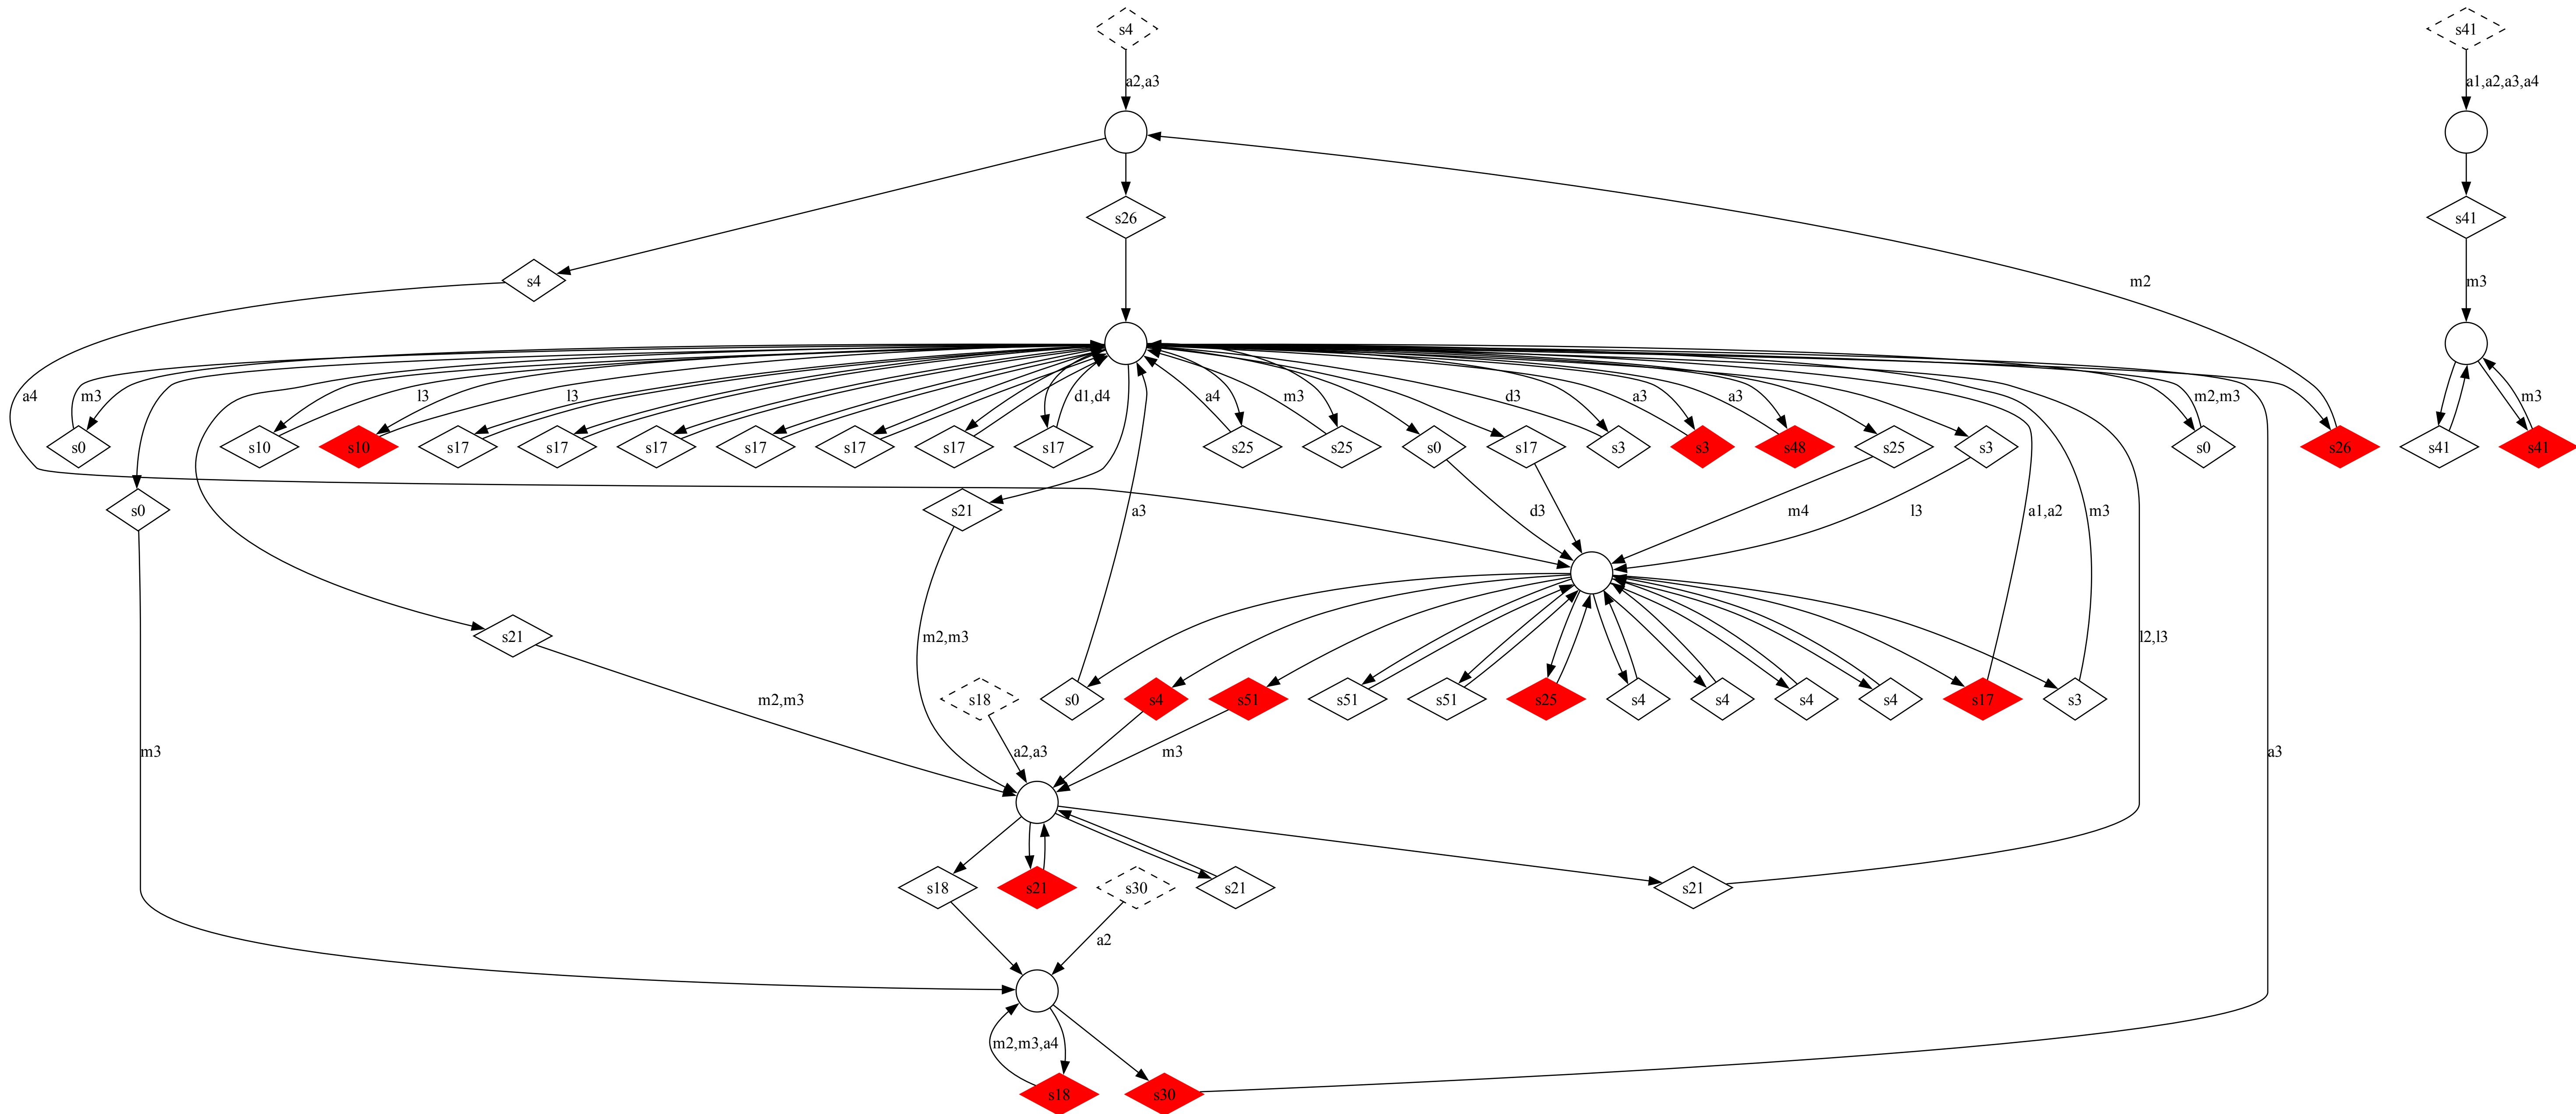 s4
s41
a2,a3
a1,a2,a3,a4
s26
s41
s4
m2
m3
a4
m3
l3
l3
d1,d4
a4
m3
d3
a3
a3
m2,m3
m3
s0
s10
s10
s17
s17
s17
s17
s17
s17
s17
s25
s25
s0
s17
s3
s3
s48
s25
s3
s0
s26
s41
s41
s0
s21
a3
d3
m4
l3
a1,a2
m3
s21
m2,m3
l2,l3
m2,m3
s18
s0
s4
s51
s51
s51
s25
s4
s4
s4
s4
s17
s3
m3
a2,a3
m3
a3
s18
s21
s30
s21
s21
a2
m2,m3,a4
s18
s30